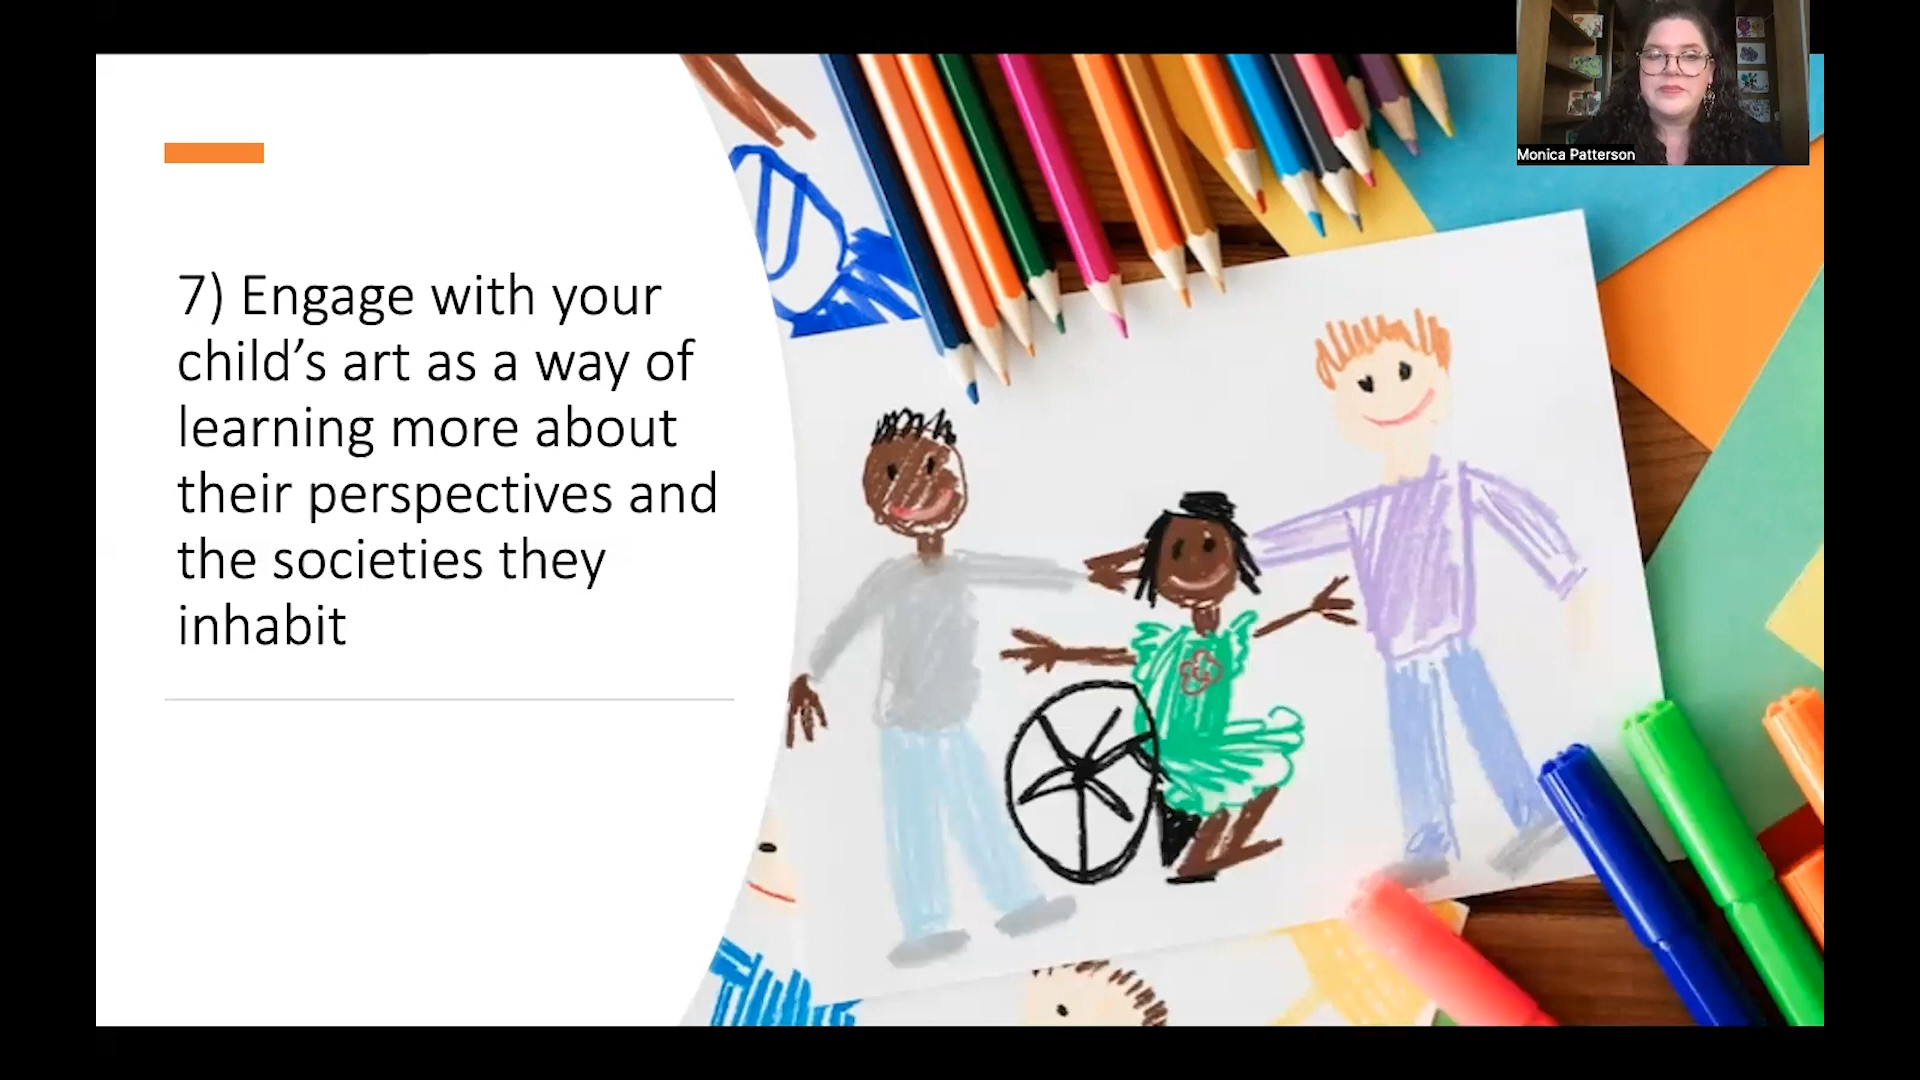 Monica Patterson
7) Engage with your
child’s art as a way of
learning more about
their perspectives and
the societies they
inhabit